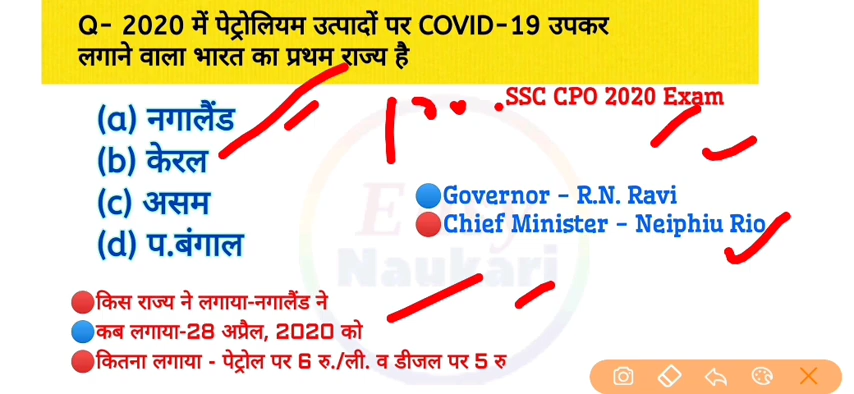 Q- 2020 में पेट्रोलियम उत्पादों पर COVID-19 उपकर
लगाने वाला भारत का प्रथम राज्य है
SSC CPO 2020 Exam
(a) नगालैंड
(b) केरल
(c) असम
(d) प.बंगाल
Governor - R.N. Ravi
Chief Minister - Neiphiu Rio
Naukari
किस राज्य ने लगाया-नगालैंड ने
कब लगाया-28 अप्रैल, 2020 को
कितना लगाया - पेट्रोल पर 6 रु./ली. व डीजल पर 5 रु